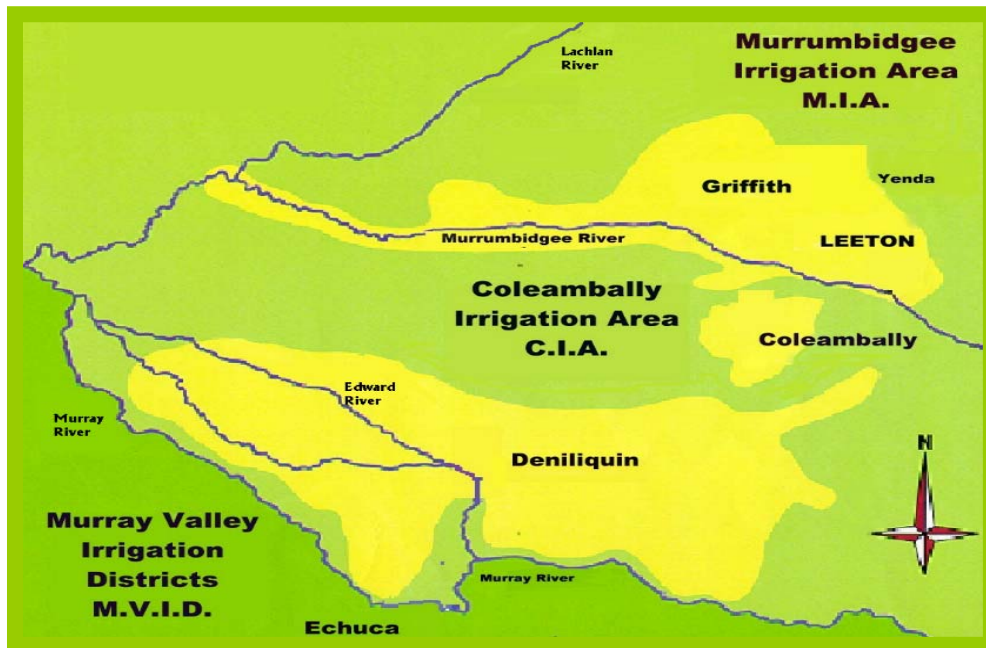 Lachlan
River
Murrumbidgee
Irrigation Area
M.I.A.
Griffith
Yenda
Murrumbidgee River
LEETON
Coleambally
Irrigation Area
C.I.A.
Coleambally
Edward
River
Murray
River
Deniliquin
N
Murray Valley
Irrigation
Districts
M.V.I.D.
Murray River
Echuca